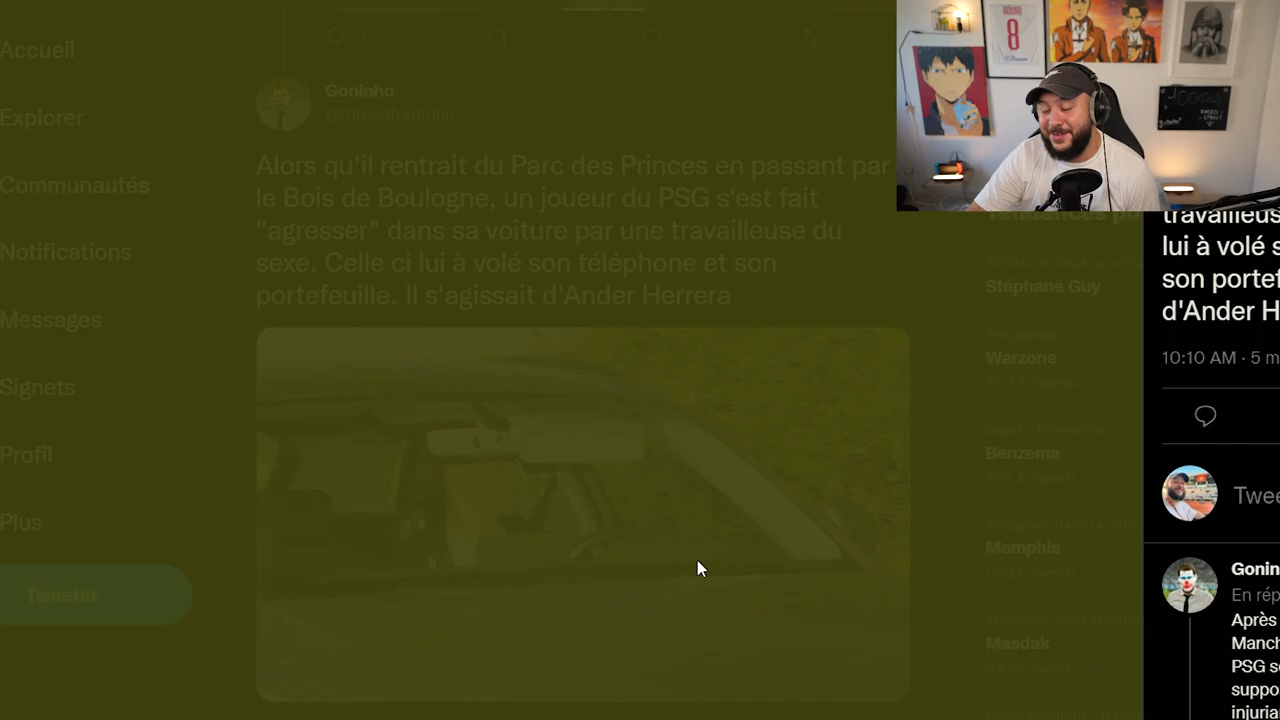 Accueil
Explorer
Communautés
Notifications
Messages
Signets
Profil
Plus
Tweeter
Goninho
@threadfootinho
Alors qu'il rentrait du Parc des Princes en passant par
le Bois de Boulogne, un joueur du PSG s'est fait
"agresser" dans sa voiture par une travailleuse du
sexe. Celle ci lui à volé son téléphone et son
portefeuille. Il s'agissait d'Ander Herrera
8
Stéphane Guy
Warzone
Benzema
Memphis
Masdak
travailleus
lui à volé s
son portef
d'Ander H
10:10 AM · 5 m
Twee
Gonin
En rép
Après
Manch
PSG s
suppo
injuria